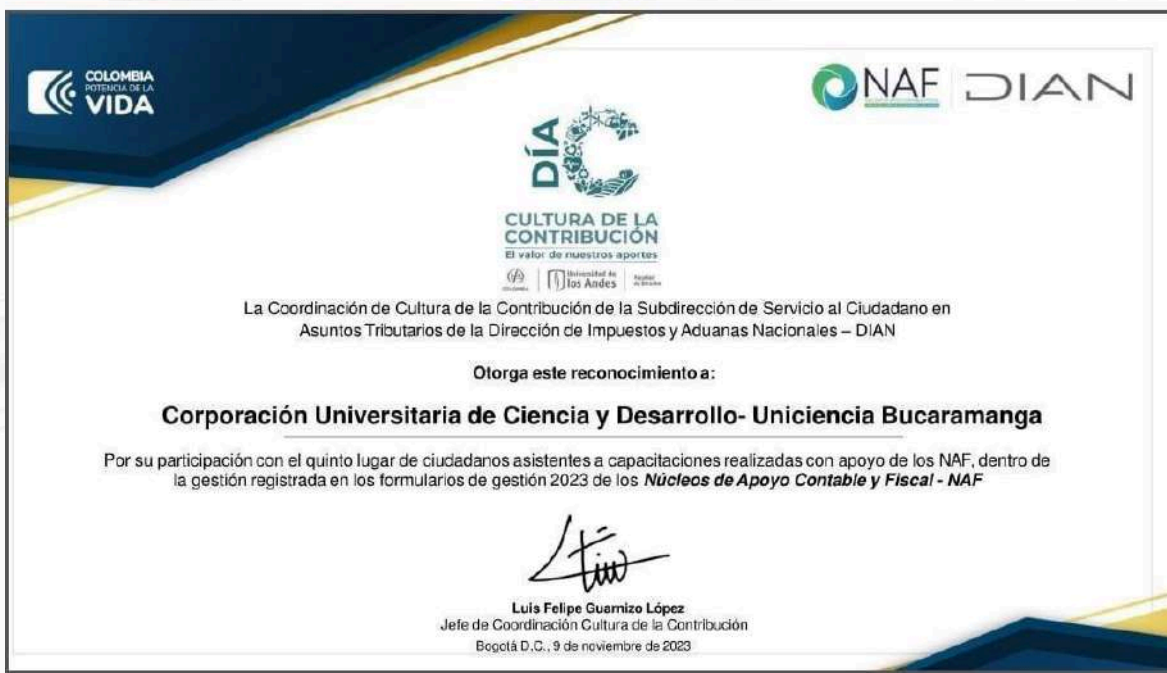 COLOMBIA
POTENCIA DE LA
VIDA
NAF
DIAN
DÍA
C
CULTURA DE LA
CONTRIBUCIÓN
El valor de nuestros aportes
Universidad de
los Andes
La Coordinación de Cultura de la Contribución de la Subdirección de Servicio al Ciudadano en
Asuntos Tributarios de la Dirección de Impuestos y Aduanas Nacionales – DIAN
Otorga este reconocimiento a:
Corporación Universitaria de Ciencia y Desarrollo- Uniciencia Bucaramanga
Por su participación con el quinto lugar de ciudadanos asistentes a capacitaciones realizadas con apoyo de los NAF, dentro de
la gestión registrada en los formularios de gestión 2023 de los Núcleos de Apoyo Contable y Fiscal - NAF
Luis Felipe Guarnizo López
Jefe de Coordinación Cultura de la Contribución
Bogotá D.C., 9 de noviembre de 2023